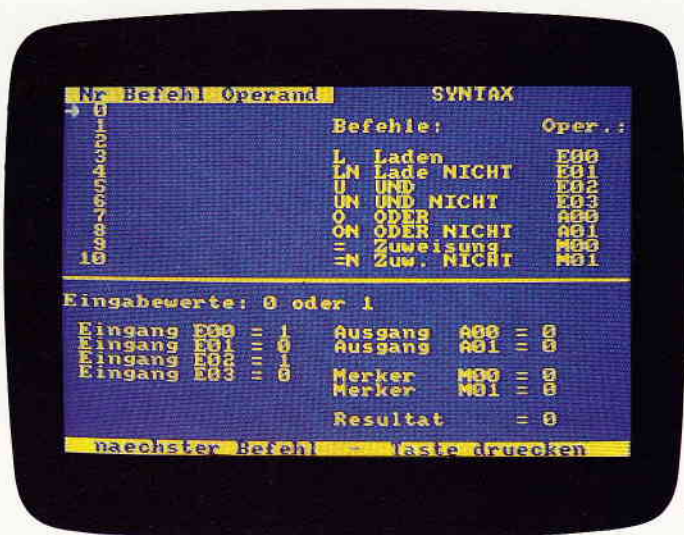 Nr Befehl Operand SYNTAX
0
1 Befehle: Oper.:
2
3 L Laden E00
4 LN Lade NICHT E01
5 U UND E02
6 UN UND NICHT E03
7 O ODER A00
8 ON ODER NICHT A01
9 = Zuweisung M00
10 =N Zuw. NICHT M01
Eingabewerte: 0 oder 1
Eingang E00 = 1 Ausgang A00 = 0
Eingang E01 = 0 Ausgang A01 = 0
Eingang E02 = 1
Eingang E03 = 0 Merker M00 = 0
Merker M01 = 0
Resultat = 0
naechster Befehl - Taste druecken